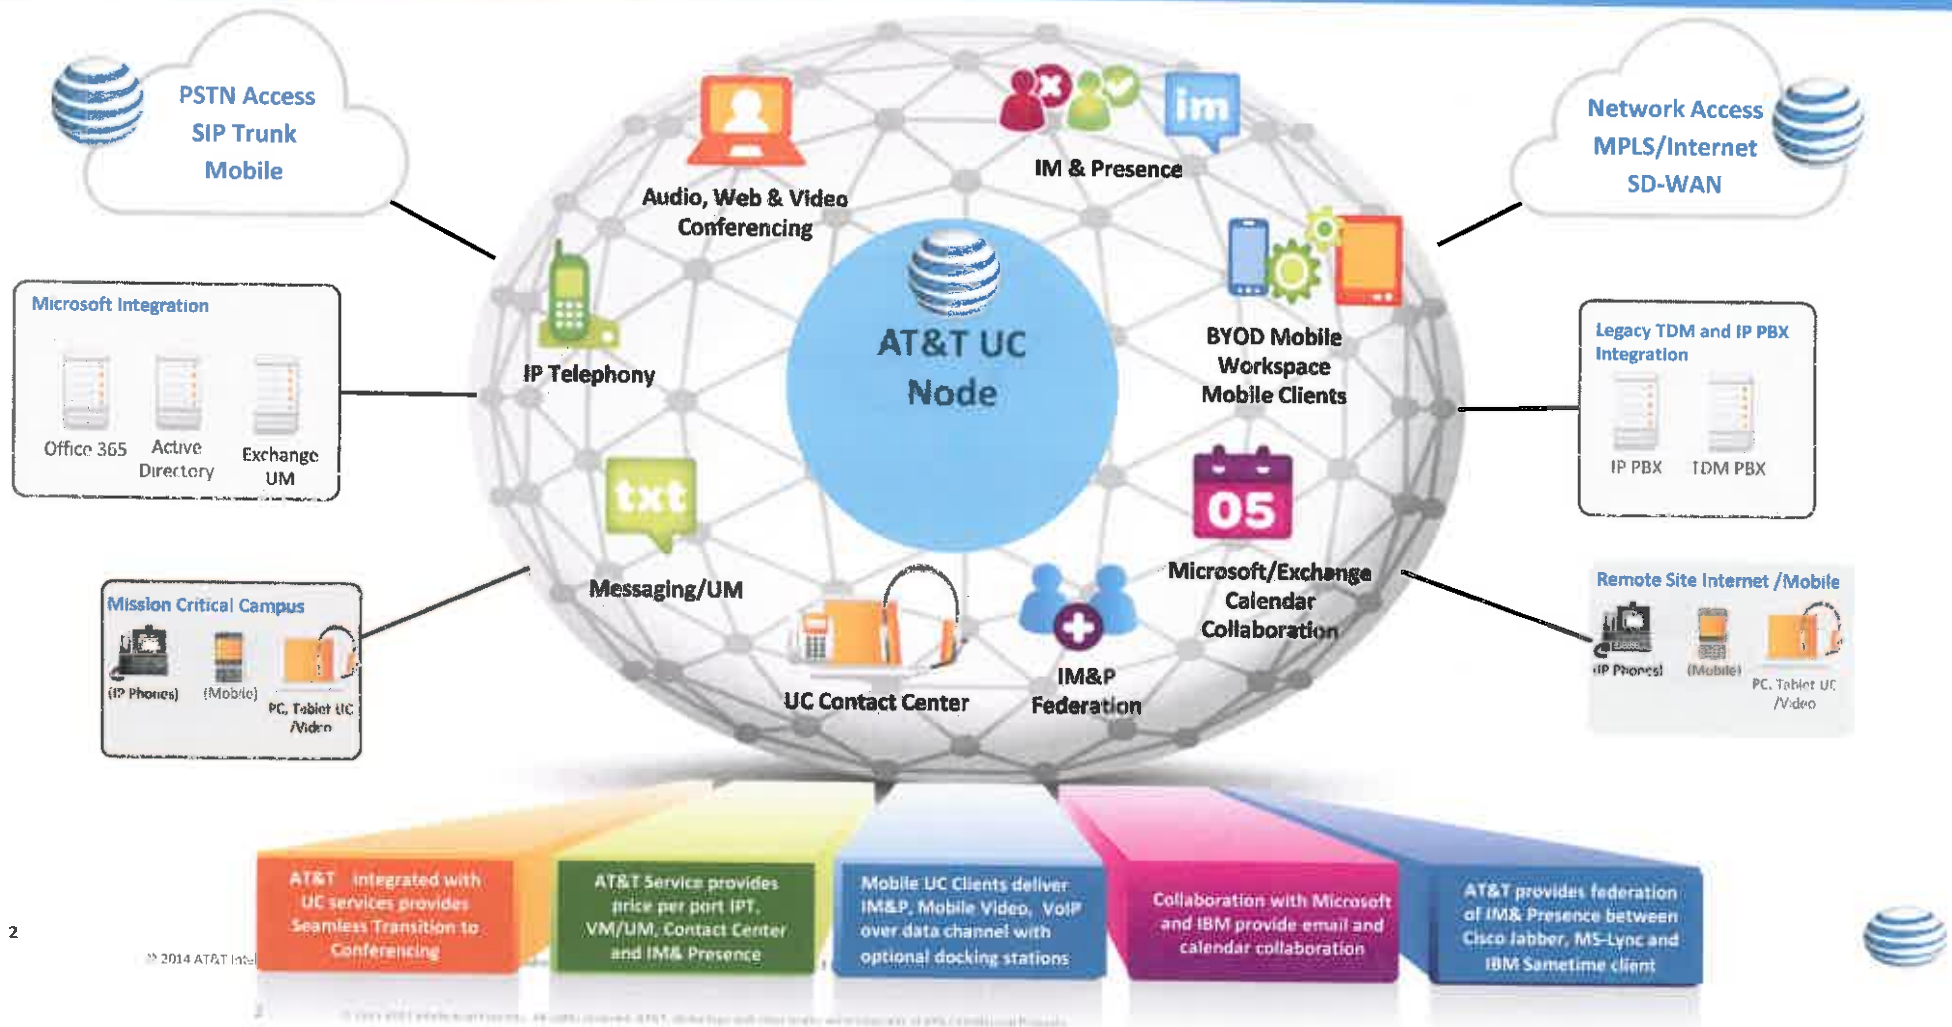 PSTN Access
SIP Trunk
Mobile
Network Access
MPLS/Internet
SD-WAN
Audio, Web & Video
Conferencing
im
IM & Presence
Microsoft Integration
Office 365
Active
Directory
Exchange
UM
IP Telephony
AT&T UC
Node
BYOD Mobile
Workspace
Mobile Clients
Legacy TDM and IP PBX
Integration
IP PBX
TDM PBX
txt
Messaging/UM
05
Microsoft/Exchange
Calendar
Collaboration
Mission Critical Campus
(IP Phones)
(Mobile)
PC, Tablet UC
/Video
UC Contact Center
IM&P
Federation
Remote Site Internet /Mobile
(IP Phones)
(Mobile)
PC, Tablet UC
/Video
AT&T integrated with
UC services provides
Seamless Transition to
Conferencing
AT&T Service provides
price per port IPT,
VM/UM, Contact Center
and IM& Presence
Mobile UC Clients deliver
IM&P, Mobile Video, VoIP
over data channel with
optional docking stations
Collaboration with Microsoft
and IBM provide email and
calendar collaboration
AT&T provides federation
of IM& Presence between
Cisco Jabber, MS-Lync and
IBM Sametime client
2
© 2014 AT&T Intel